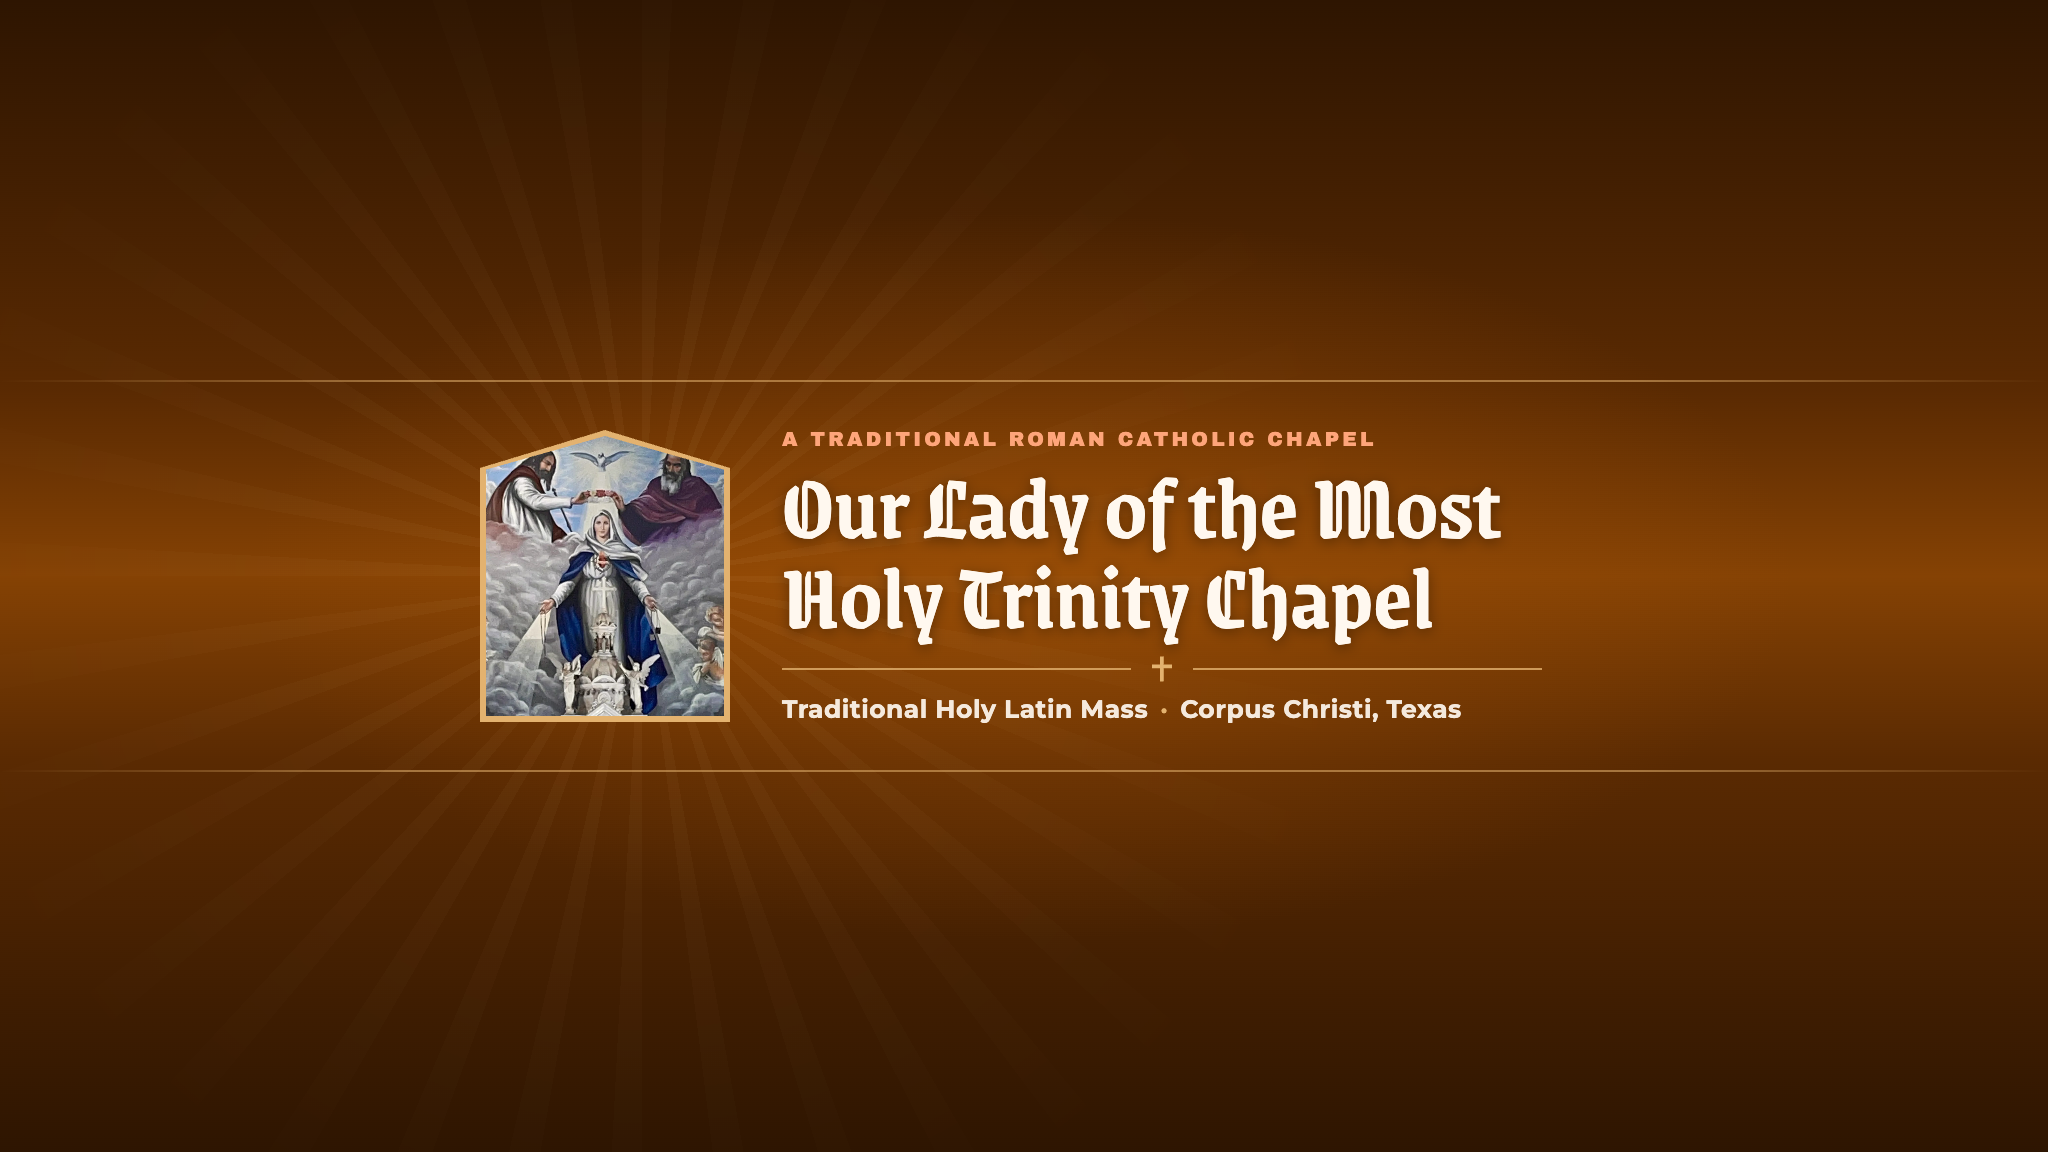 A TRADITIONAL ROMAN CATHOLIC CHAPEL
Our Lady of the Most
Holy Trinity Chapel
Traditional Holy Latin Mass · Corpus Christi, Texas